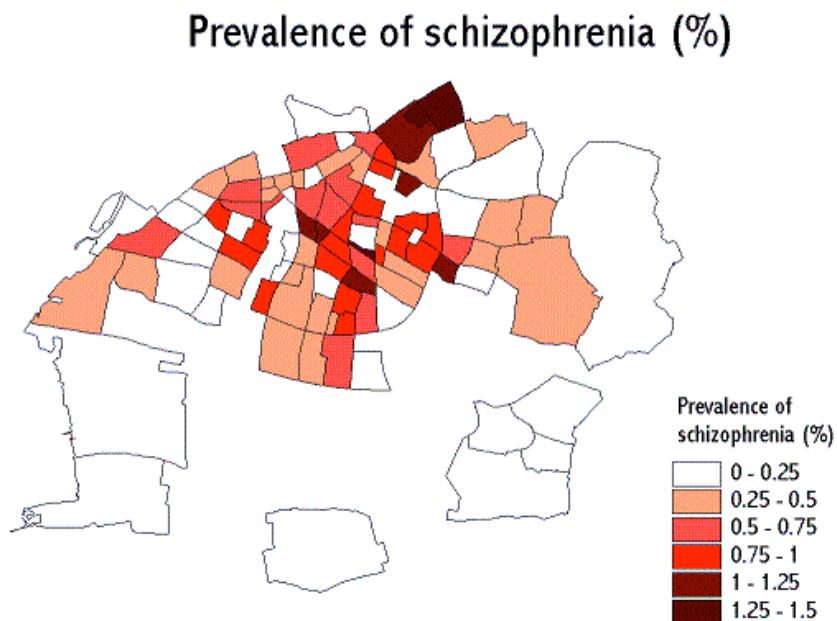 Prevalence of schizophrenia (%)
Prevalence of
schizophrenia (%)
0 - 0.25
0.25 - 0.5
0.5 - 0.75
0.75 - 1
1 - 1.25
1.25 - 1.5